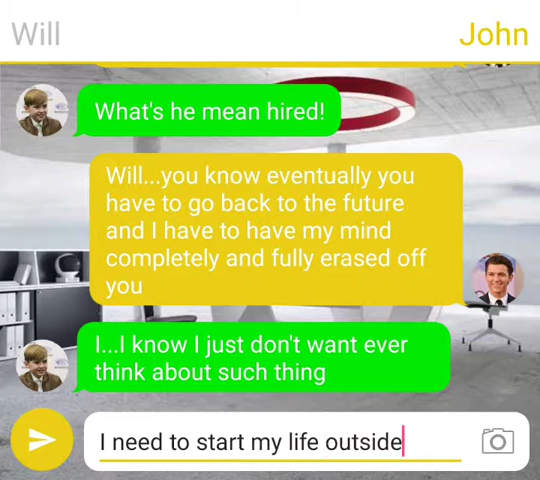 Will
John
What's he mean hired!
Will...you know eventually you
have to go back to the future
and I have to have my mind
completely and fully erased off
you
I...I know I just don't want ever
think about such thing
I need to start my life outside